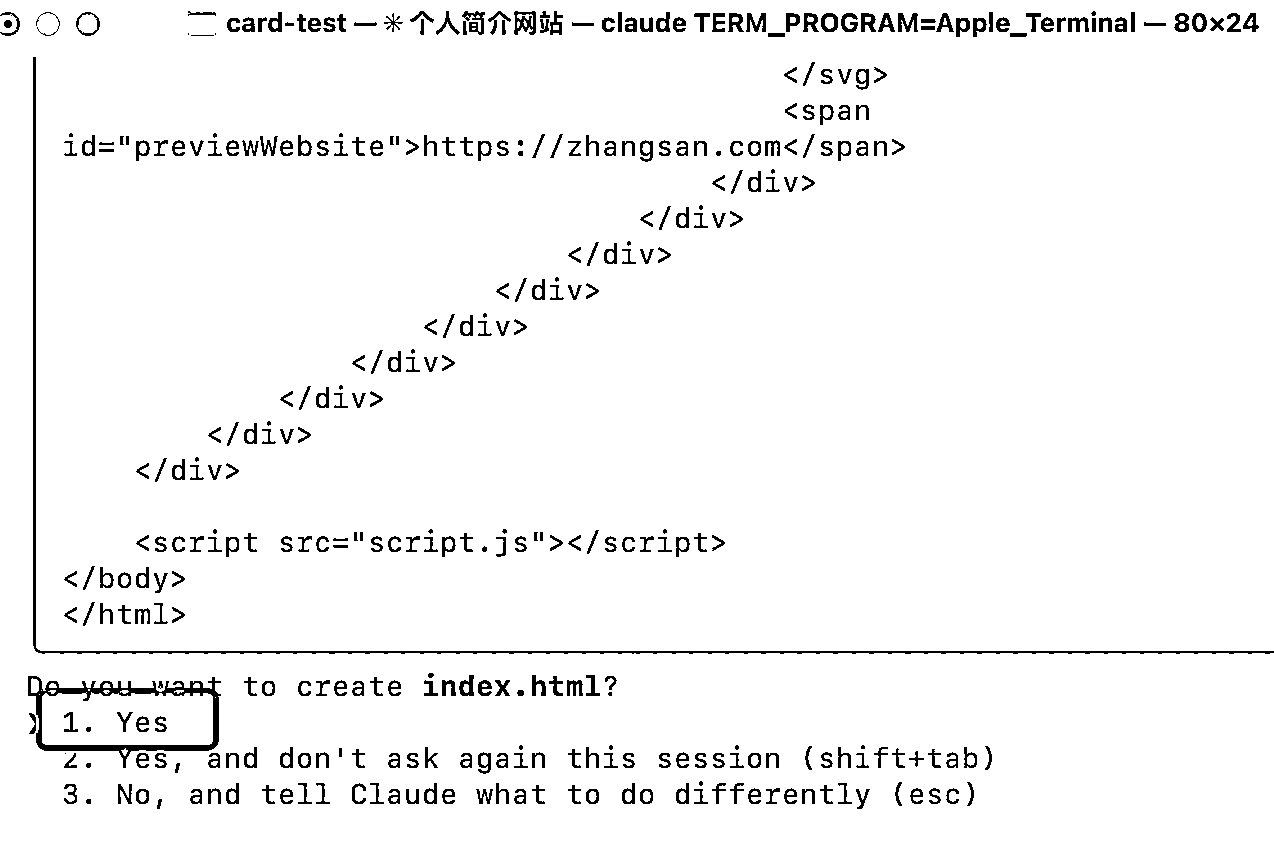 card-test — ✳ 个人简介网站 — claude TERM_PROGRAM=Apple_Terminal — 80×24
</svg>
<span
id="previewWebsite">https://zhangsan.com</span>
</div>
</div>
</div>
</div>
</div>
</div>
</div>
</div>
</div>
<script src="script.js"></script>
</body>
</html>
Do you want to create index.html?
❯ 1. Yes
2. Yes, and don't ask again this session (shift+tab)
3. No, and tell Claude what to do differently (esc)